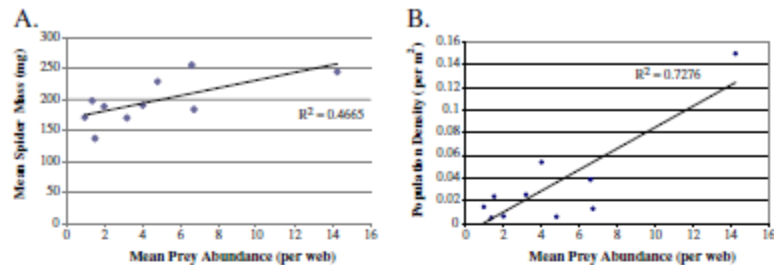 A.
300
250
200
150
100
50
0
Mean Spider Mass (mg)
R² = 0.4665
0 2 4 6 8 10 12 14 16
Mean Prey Abundance (per web)
B.
0.16
0.14
0.12
0.1
0.08
0.06
0.04
0.02
0
Population Density (per m²)
R² = 0.7276
0 2 4 6 8 10 12 14 16
Mean Prey Abundance (per web)